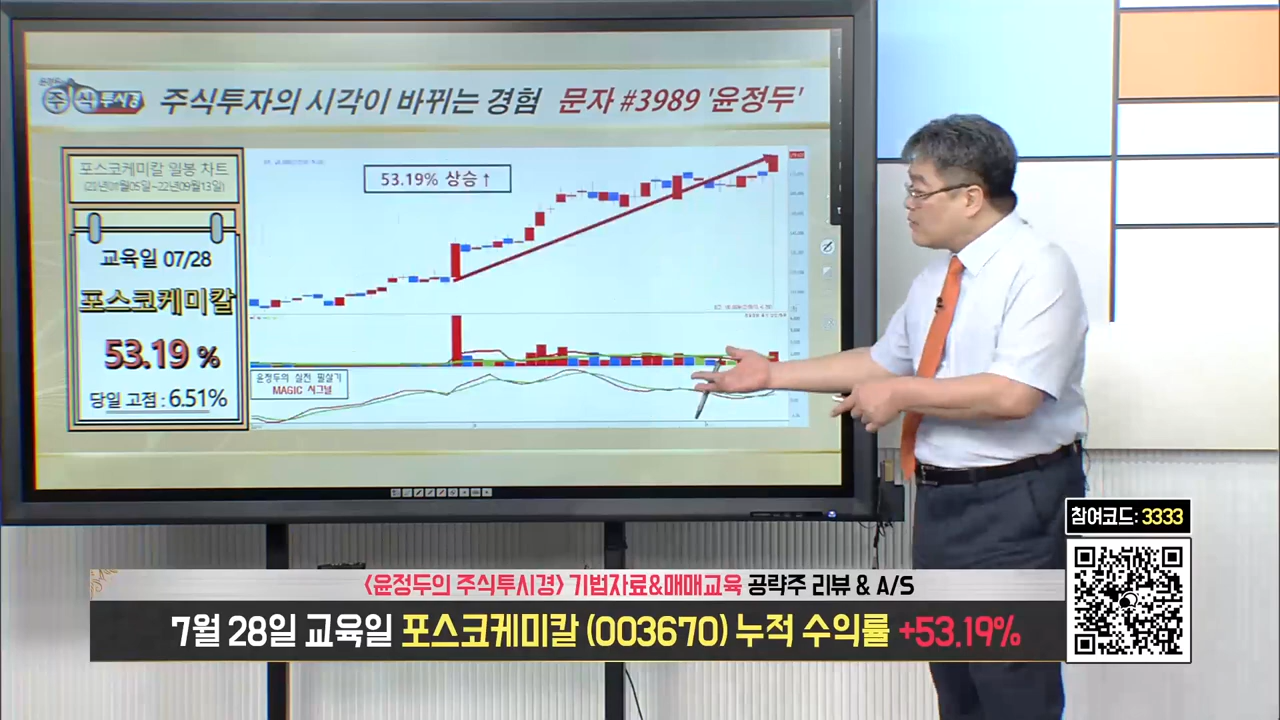 주식투시경 주식투자의 시각이 바뀌는 경험 문자 #3989 '윤정두'
포스코케미칼 일봉 차트
53.19% 상승↑
교육일 07/28
포스코케미칼
53.19 %
당일 고점 : 6.51%
윤정두의 실전 필살기
MAGIC 시그널
참여코드: 3333
<윤정두의 주식투시경> 기법자료&매매교육 공략주 리뷰 & A/S
7월 28일 교육일 포스코케미칼 (003670) 누적 수익률 +53.19%